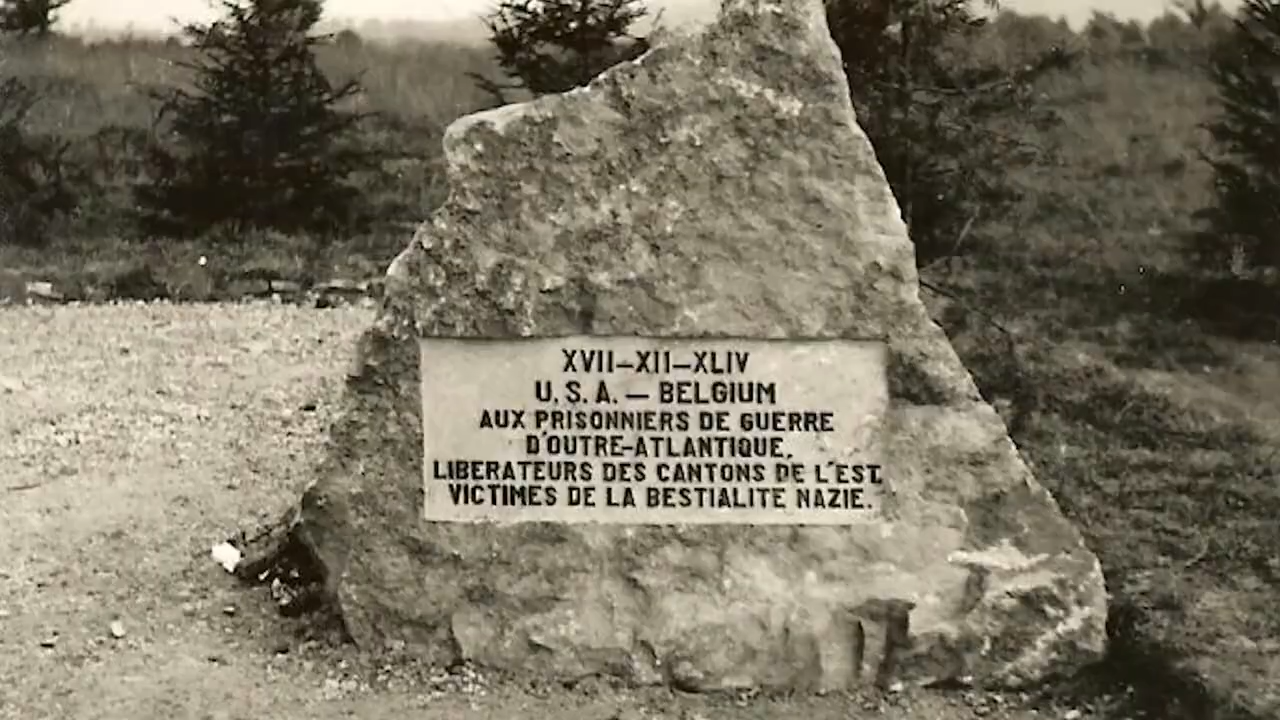 XVII–XII–XLIV
U. S. A. – BELGIUM
AUX PRISONNIERS DE GUERRE
D'OUTRE-ATLANTIQUE.
LIBERATEURS DES CANTONS DE L'EST.
VICTIMES DE LA BESTIALITE NAZIE.